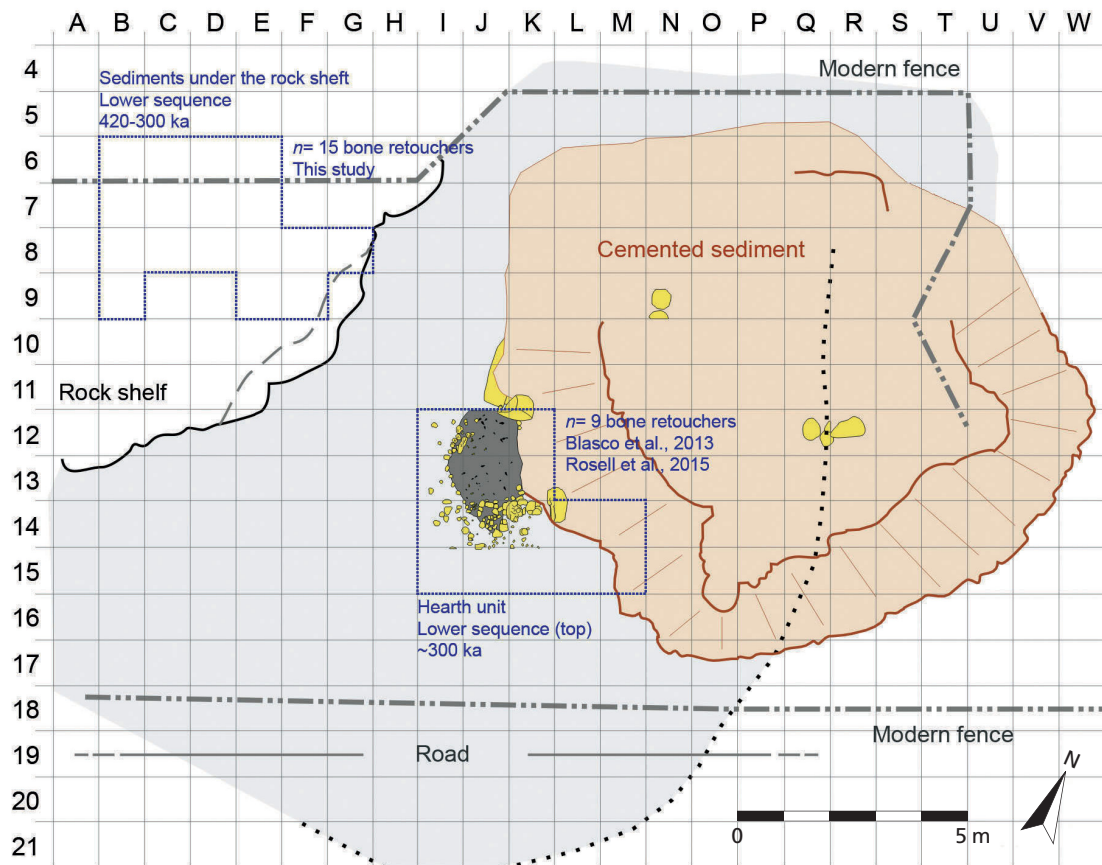 A B C D E F G H I J K L M N O P Q R S T U V W
4
Modern fence
Sediments under the rock sheft
Lower sequence
420-300 ka
5
n= 15 bone retouchers
This study
6
7
8
Cemented sediment
9
10
11
Rock shelf
12
n= 9 bone retouchers
Blasco et al., 2013
Rosell et al., 2015
13
14
15
Hearth unit
Lower sequence (top)
~300 ka
16
17
18
Modern fence
19
Road
20
N
21
0 5 m